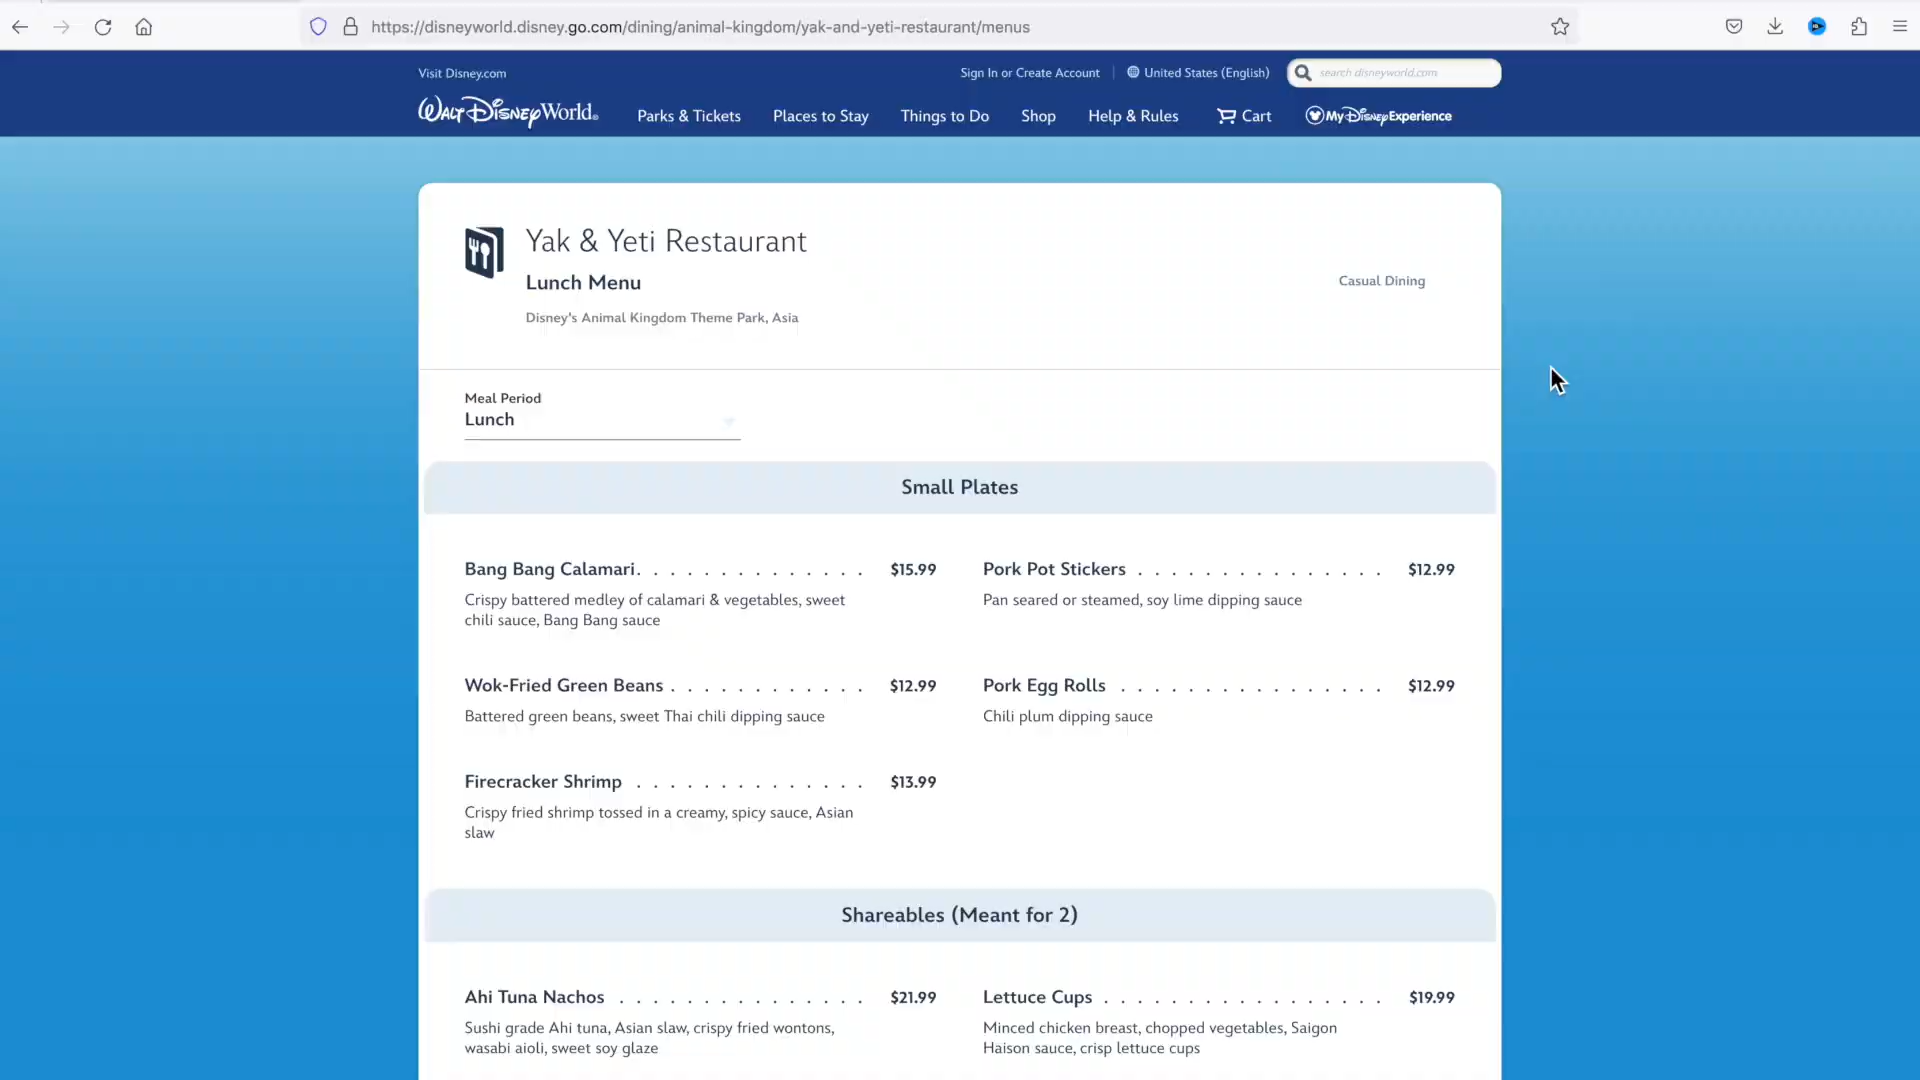 https://disneyworld.disney.go.com/dining/animal-kingdom/yak-and-yeti-restaurant/menus
Visit Disney.com
Sign In or Create Account
United States (English)
search disneyworld.com
Walt Disney World.
Parks & Tickets
Places to Stay
Things to Do
Shop
Help & Rules
Cart
My Disney Experience
Yak & Yeti Restaurant
Lunch Menu
Casual Dining
Disney's Animal Kingdom Theme Park, Asia
Meal Period
Lunch
Small Plates
Bang Bang Calamari. . . . . . . . . . . . . . $15.99
Crispy battered medley of calamari & vegetables, sweet
chili sauce, Bang Bang sauce
Pork Pot Stickers . . . . . . . . . . . . . . . $12.99
Pan seared or steamed, soy lime dipping sauce
Wok-Fried Green Beans . . . . . . . . . . . . $12.99
Battered green beans, sweet Thai chili dipping sauce
Pork Egg Rolls . . . . . . . . . . . . . . . . $12.99
Chili plum dipping sauce
Firecracker Shrimp . . . . . . . . . . . . . . $13.99
Crispy fried shrimp tossed in a creamy, spicy sauce, Asian
slaw
Shareables (Meant for 2)
Ahi Tuna Nachos . . . . . . . . . . . . . . . $21.99
Sushi grade Ahi tuna, Asian slaw, crispy fried wontons,
wasabi aioli, sweet soy glaze
Lettuce Cups . . . . . . . . . . . . . . . . . $19.99
Minced chicken breast, chopped vegetables, Saigon
Haison sauce, crisp lettuce cups